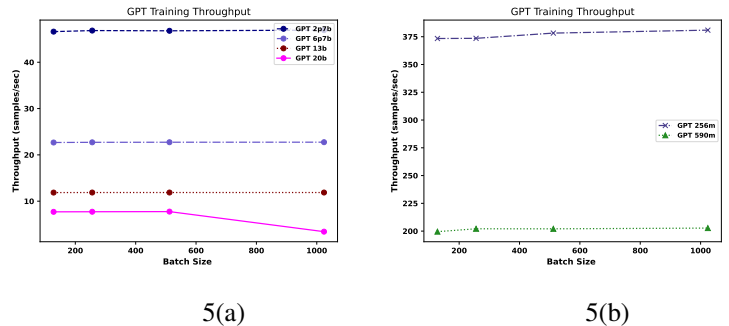 GPT Training Throughput
GPT 2p7b
GPT 6p7b
GPT 13b
GPT 20b
40
30
20
10
Throughput (samples/sec)
200 400 600 800 1000
Batch Size
5(a)
GPT Training Throughput
375
350
325
300
275
250
225
200
Throughput (samples/sec)
GPT 256m
GPT 590m
200 400 600 800 1000
Batch Size
5(b)